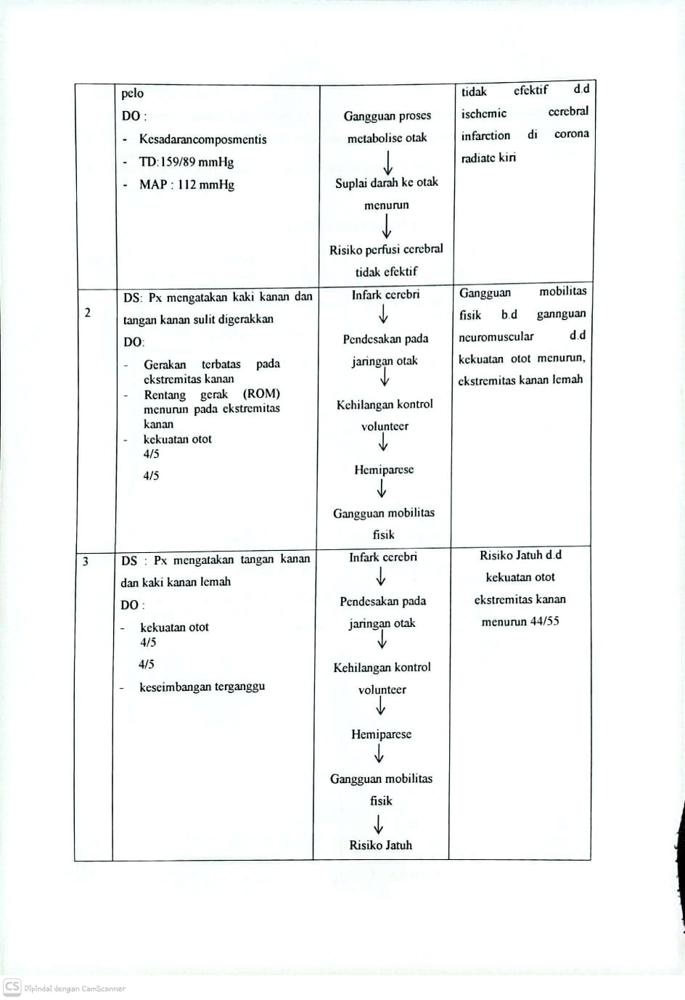 pelo
DO :
- Kesadarancomposmentis
- TD:159/89 mmHg
- MAP : 112 mmHg
Gangguan proses
metabolise otak
↓
Suplai darah ke otak
menurun
↓
Risiko perfusi cerebral
tidak efektif
tidak efektif d.d
ischemic cerebral
infarction di corona
radiate kiri
2
DS: Px mengatakan kaki kanan dan
tangan kanan sulit digerakkan
DO:
- Gerakan terbatas pada
ekstremitas kanan
- Rentang gerak (ROM)
menurun pada ekstremitas
kanan
- kekuatan otot
4/5
4/5
Infark cerebri
↓
Pendesakan pada
jaringan otak
↓
Kehilangan kontrol
volunteer
↓
Hemiparese
↓
Gangguan mobilitas
fisik
Gangguan mobilitas
fisik b.d gannguan
neuromuscular d.d
kekuatan otot menurun,
ekstremitas kanan lemah
3
DS : Px mengatakan tangan kanan
dan kaki kanan lemah
DO :
- kekuatan otot
4/5
4/5
- keseimbangan terganggu
Infark cerebri
↓
Pendesakan pada
jaringan otak
↓
Kehilangan kontrol
volunteer
↓
Hemiparese
↓
Gangguan mobilitas
fisik
↓
Risiko Jatuh
Risiko Jatuh d.d
kekuatan otot
ekstremitas kanan
menurun 44/55
CS Dipindai dengan CamScanner